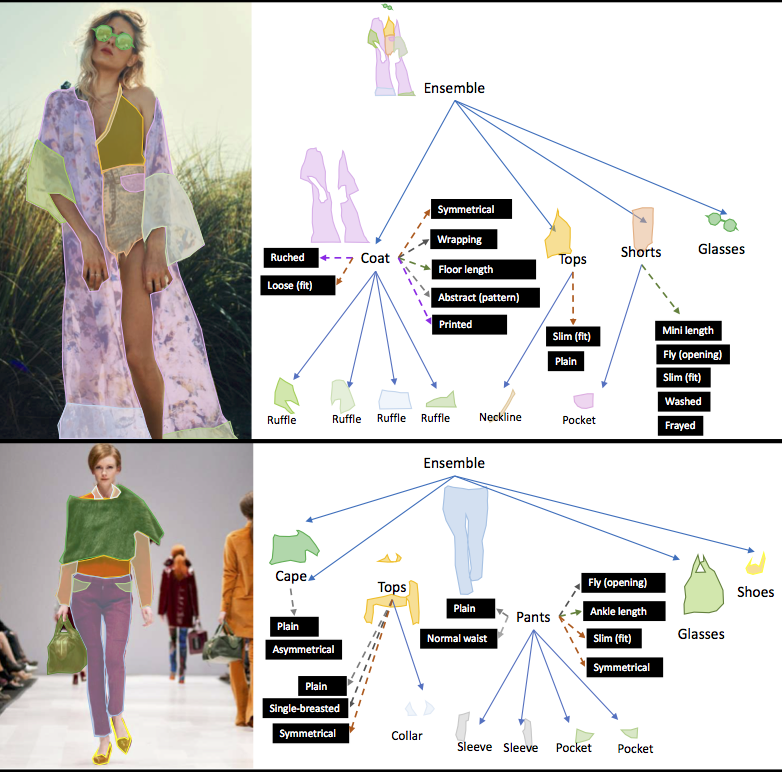 Ensemble
Symmetrical
Wrapping
Ruched
Coat
Floor length
Loose (fit)
Abstract (pattern)
Printed
Tops
Shorts
Glasses
Slim (fit)
Plain
Mini length
Fly (opening)
Slim (fit)
Washed
Frayed
Ruffle
Ruffle
Ruffle
Ruffle
Neckline
Pocket
Ensemble
Cape
Plain
Asymmetrical
Tops
Plain
Single-breasted
Symmetrical
Collar
Plain
Normal waist
Pants
Fly (opening)
Ankle length
Slim (fit)
Symmetrical
Glasses
Shoes
Sleeve
Sleeve
Pocket
Pocket